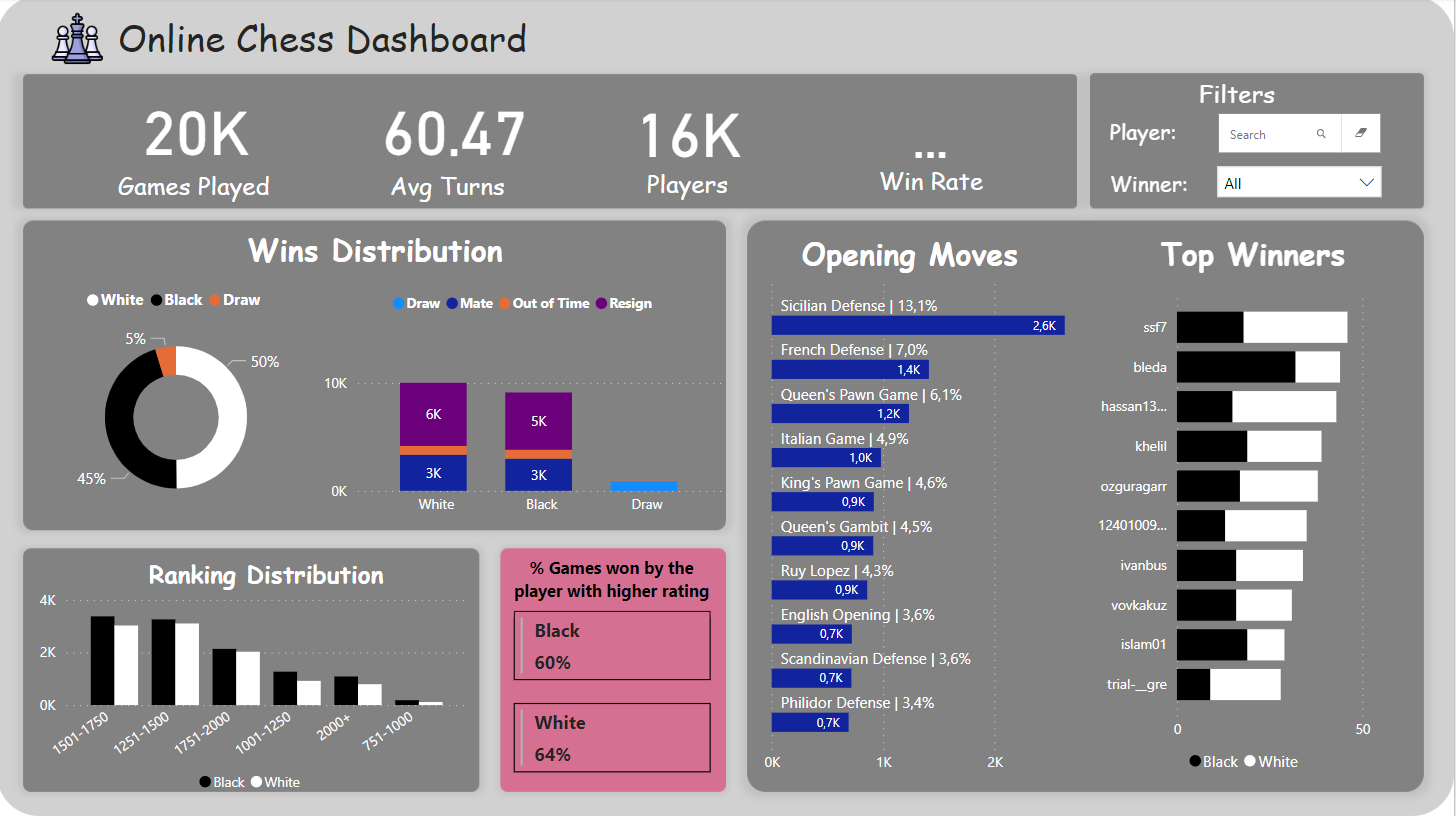 Online Chess Dashboard
20K
Games Played
60.47
Avg Turns
16K
Players
...
Win Rate
Filters
Player:
Search
Winner:
All
Wins Distribution
White Black Draw
5%
50%
45%
Draw Mate Out of Time Resign
10K
0K
6K
3K
5K
3K
White
Black
Draw
Ranking Distribution
4K
2K
0K
1501-1750
1251-1500
1751-2000
1001-1250
2000+
751-1000
Black White
% Games won by the
player with higher rating
Black
60%
White
64%
Opening Moves
Sicilian Defense | 13,1%
2,6K
French Defense | 7,0%
1,4K
Queen's Pawn Game | 6,1%
1,2K
Italian Game | 4,9%
1,0K
King's Pawn Game | 4,6%
0,9K
Queen's Gambit | 4,5%
0,9K
Ruy Lopez | 4,3%
0,9K
English Opening | 3,6%
0,7K
Scandinavian Defense | 3,6%
0,7K
Philidor Defense | 3,4%
0,7K
0K
1K
2K
Top Winners
ssf7
bleda
hassan13...
khelil
ozguragarr
12401009...
ivanbus
vovkakuz
islam01
trial-__gre
0
50
Black White